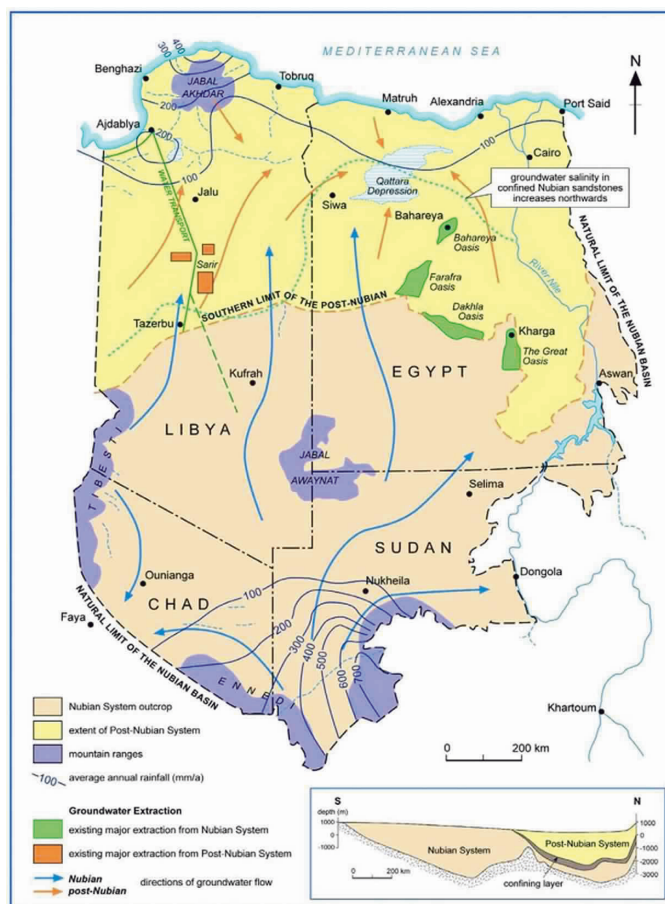 MEDITERRANEAN SEA
N
400
300
Benghazi
JABAL
AKHDAR
Tobruq
200
Matruh
Alexandria
Port Said
Ajdablya
200
100
100
Cairo
WATER TRANSPORT
Jalu
Siwa
Qattara
Depression
groundwater salinity in
confined Nubian sandstones
increases northwards
Bahareya
Bahareya
Oasis
Sarir
River Nile
NATURAL LIMIT OF THE NUBIAN BASIN
Farafra
Oasis
SOUTHERN LIMIT OF THE POST-NUBIAN
Dakhla
Oasis
Tazerbu
Kharga
The Great
Oasis
Kufrah
EGYPT
Aswan
LIBYA
TIBESTI
JABAL
AWAYNAT
Selima
SUDAN
Ounianga
Nukheila
Dongola
100
CHAD
Faya
NATURAL LIMIT OF THE NUBIAN BASIN
200
300
400
500
600
700
ENNEDI
Khartoum
Nubian System outcrop
extent of Post-Nubian System
mountain ranges
100 average annual rainfall (mm/a)
0 200 km
Groundwater Extraction
existing major extraction from Nubian System
existing major extraction from Post-Nubian System
Nubian
post-Nubian
directions of groundwater flow
S N
depth (m)
1000
0
-1000
1000
0
-1000
-2000
-3000
Nubian System
Post-Nubian System
confining layer
0 200 km